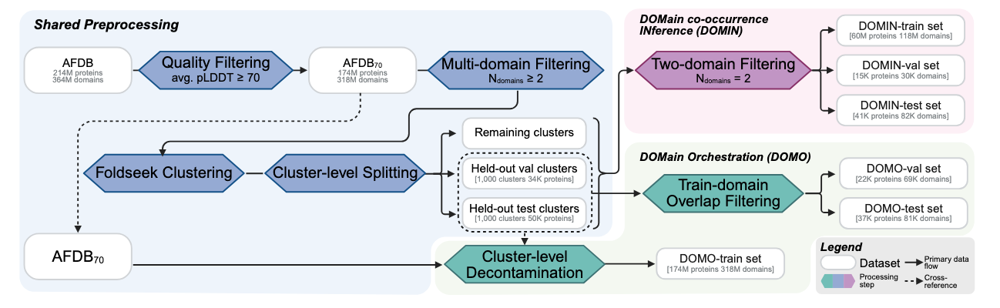 Shared Preprocessing
AFDB
214M proteins
364M domains
Quality Filtering
avg. pLDDT ≥ 70
AFDB₇₀
174M proteins
318M domains
Multi-domain Filtering
N_domains ≥ 2
Foldseek Clustering
Cluster-level Splitting
Remaining clusters
Held-out val clusters
[1,000 clusters 34K proteins]
Held-out test clusters
[1,000 clusters 50K proteins]
AFDB₇₀
DOMain co-occurrence
INference (DOMIN)
Two-domain Filtering
N_domains = 2
DOMIN-train set
[60M proteins 118M domains]
DOMIN-val set
[15K proteins 30K domains]
DOMIN-test set
[41K proteins 82K domains]
DOMain Orchestration (DOMO)
Train-domain
Overlap Filtering
DOMO-val set
[22K proteins 69K domains]
DOMO-test set
[37K proteins 81K domains]
Cluster-level
Decontamination
DOMO-train set
[174M proteins 318M domains]
Legend
Dataset
Primary data
flow
Processing
step
Cross-
reference